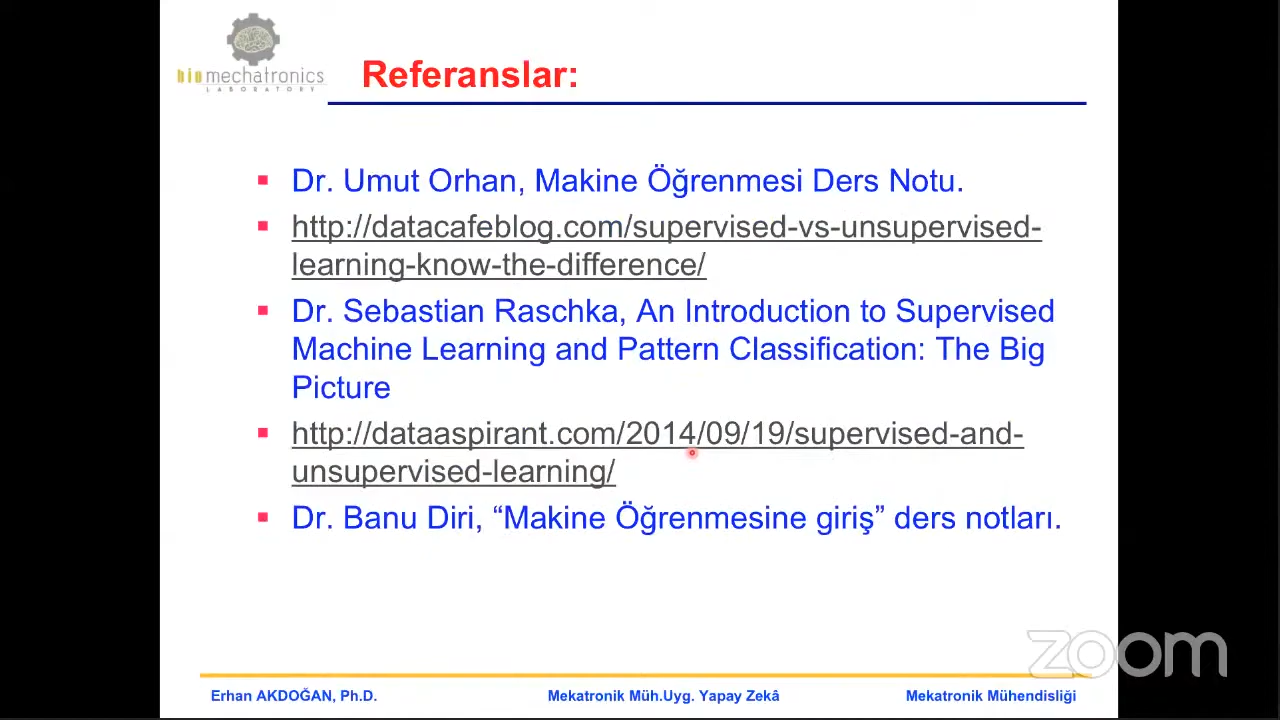 biomechatronics
LABORATORY
Referanslar:
Dr. Umut Orhan, Makine Öğrenmesi Ders Notu.
http://datacafeblog.com/supervised-vs-unsupervised-
learning-know-the-difference/
Dr. Sebastian Raschka, An Introduction to Supervised
Machine Learning and Pattern Classification: The Big
Picture
http://dataaspirant.com/2014/09/19/supervised-and-
unsupervised-learning/
Dr. Banu Diri, “Makine Öğrenmesine giriş” ders notları.
zoom
Erhan AKDOĞAN, Ph.D.
Mekatronik Müh.Uyg. Yapay Zekâ
Mekatronik Mühendisliği